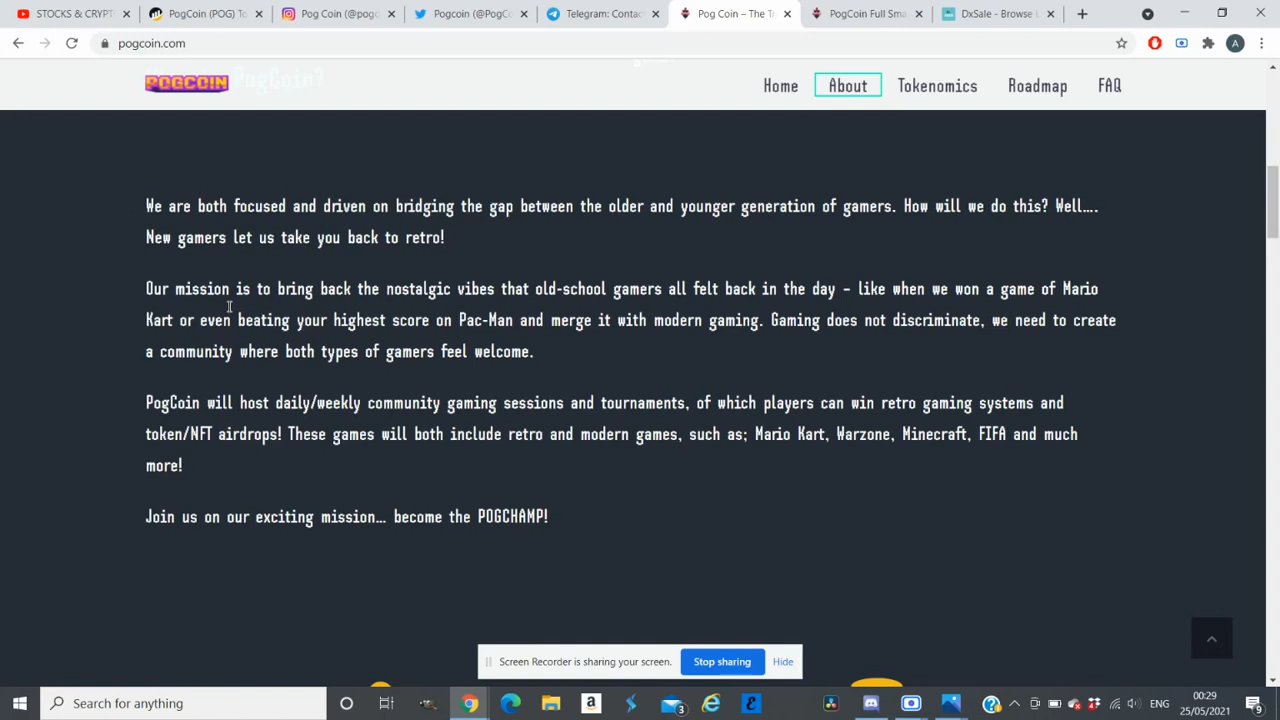 STOCKS & CRYPT
PogCoin (POG) To
Pog Coin (@pogc
Pogcoin (@PogC
Telegram: Contac
Pog Coin – The T
PogCoin Full Sma
DxSale - Browse L
pogcoin.com
A
POGCOIN
PogCoin?
Home
About
Tokenomics
Roadmap
FAQ
We are both focused and driven on bridging the gap between the older and younger generation of gamers. How will we do this? Well....
New gamers let us take you back to retro!
Our mission is to bring back the nostalgic vibes that old-school gamers all felt back in the day – like when we won a game of Mario
Kart or even beating your highest score on Pac-Man and merge it with modern gaming. Gaming does not discriminate, we need to create
a community where both types of gamers feel welcome.
PogCoin will host daily/weekly community gaming sessions and tournaments, of which players can win retro gaming systems and
token/NFT airdrops! These games will both include retro and modern games, such as; Mario Kart, Warzone, Minecraft, FIFA and much
more!
Join us on our exciting mission... become the POGCHAMP!
Screen Recorder is sharing your screen.
Stop sharing
Hide
Search for anything
3
ENG
00:29
25/05/2021
9